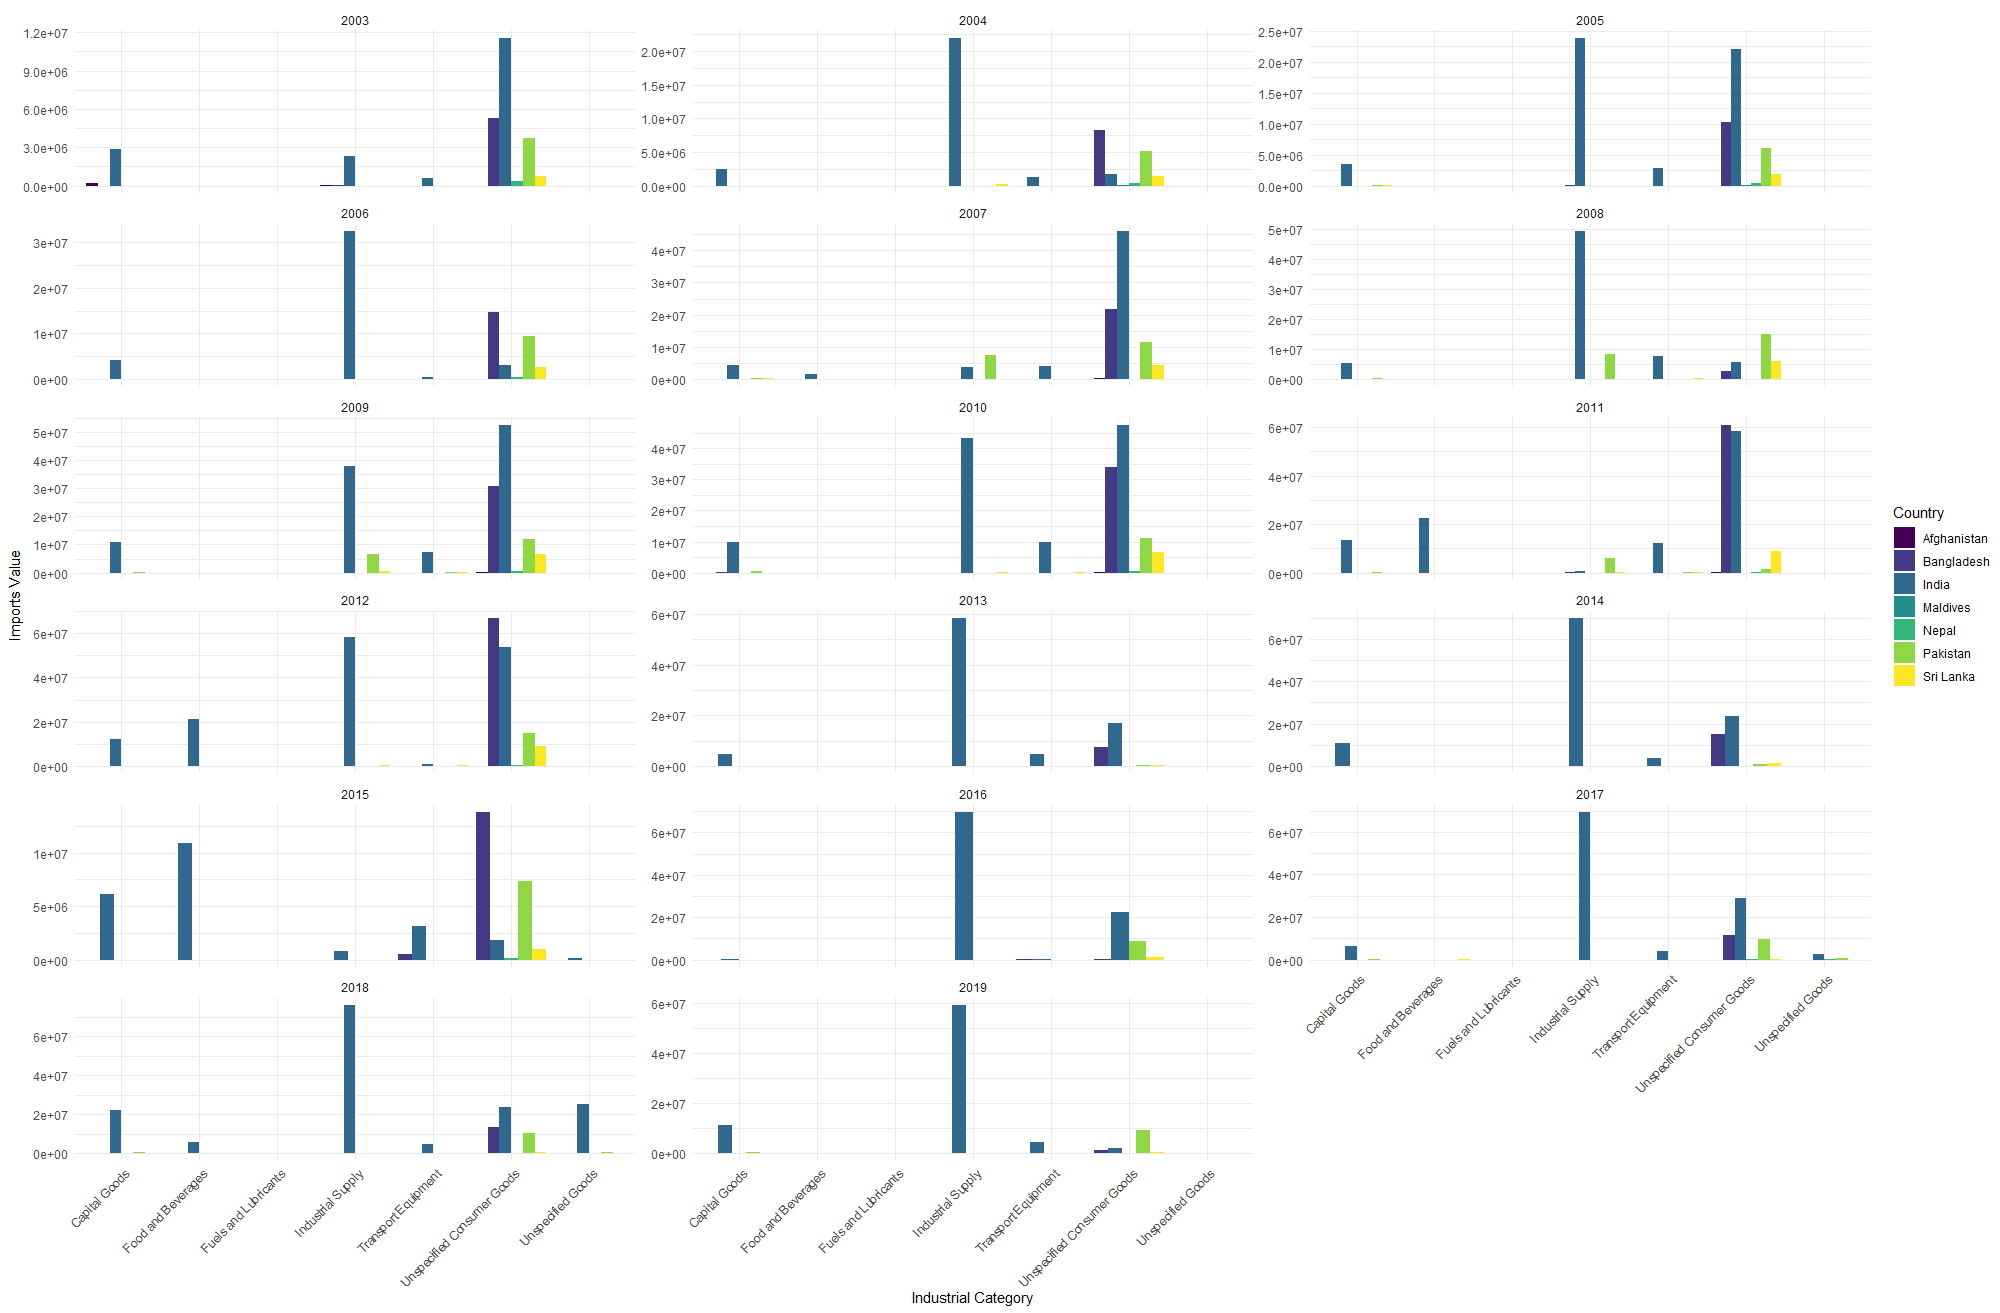 2003
2004
2005
1.2e+07
9.0e+06
6.0e+06
3.0e+06
0.0e+00
2.0e+07
1.5e+07
1.0e+07
5.0e+06
0.0e+00
2.5e+07
2.0e+07
1.5e+07
1.0e+07
5.0e+06
0.0e+00
2006
2007
2008
3e+07
2e+07
1e+07
0e+00
4e+07
3e+07
2e+07
1e+07
0e+00
5e+07
4e+07
3e+07
2e+07
1e+07
0e+00
2009
2010
2011
5e+07
4e+07
3e+07
2e+07
1e+07
0e+00
4e+07
3e+07
2e+07
1e+07
0e+00
6e+07
4e+07
2e+07
0e+00
2012
2013
2014
6e+07
4e+07
2e+07
0e+00
6e+07
4e+07
2e+07
0e+00
6e+07
4e+07
2e+07
0e+00
2015
2016
2017
1e+07
5e+06
0e+00
6e+07
4e+07
2e+07
0e+00
6e+07
4e+07
2e+07
0e+00
Capital Goods
Food and Beverages
Fuels and Lubricants
Industrial Supply
Transport Equipment
Unspecified Consumer Goods
Unspecified Goods
2018
2019
6e+07
4e+07
2e+07
0e+00
6e+07
4e+07
2e+07
0e+00
Capital Goods
Food and Beverages
Fuels and Lubricants
Industrial Supply
Transport Equipment
Unspecified Consumer Goods
Unspecified Goods
Capital Goods
Food and Beverages
Fuels and Lubricants
Industrial Supply
Transport Equipment
Unspecified Consumer Goods
Unspecified Goods
Imports Value
Industrial Category
Country
Afghanistan
Bangladesh
India
Maldives
Nepal
Pakistan
Sri Lanka